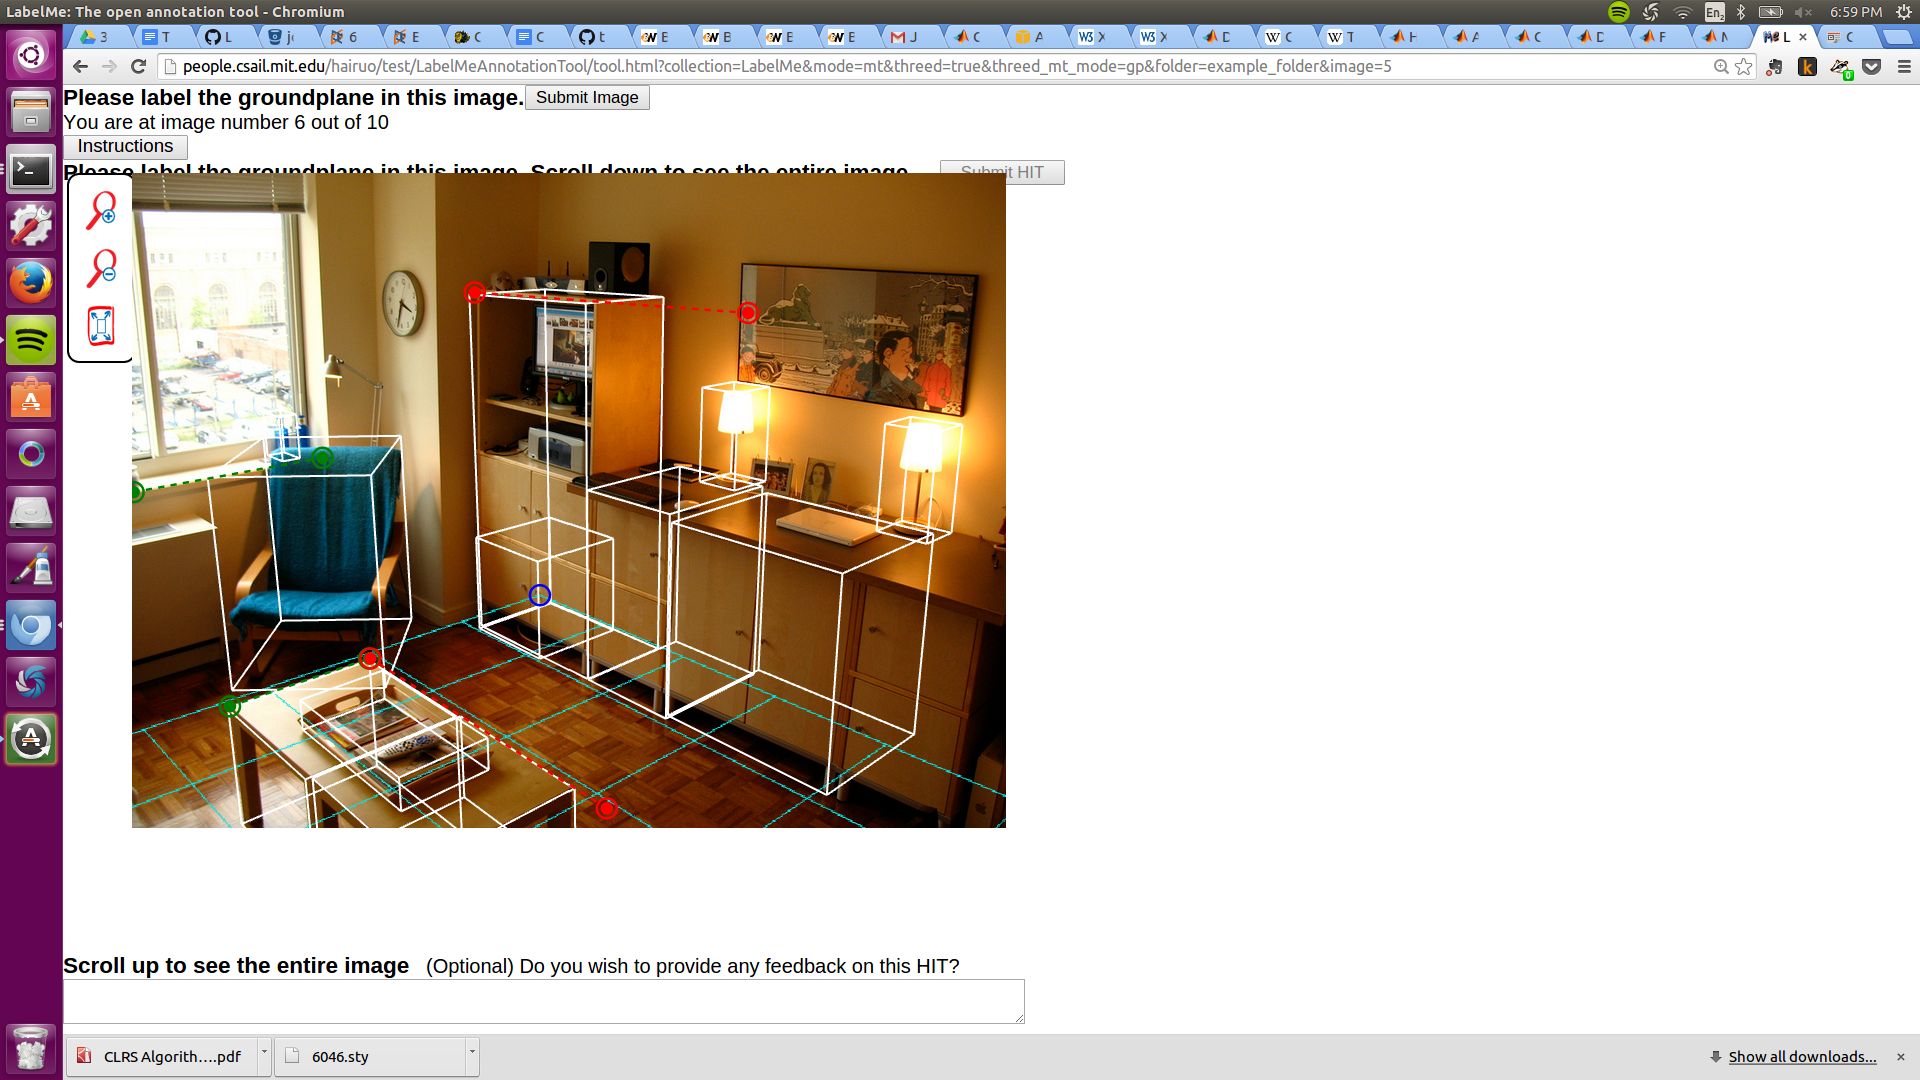 LabelMe: The open annotation tool - Chromium
En2
6:59 PM
3
T
L
6
E
C
C
t
E
B
E
E
J
C
A
X
X
D
C
T
H
A
C
D
F
L ×
C
people.csail.mit.edu/hairuo/test/LabelMeAnnotationTool/tool.html?collection=LabelMe&mode=mt&threed=true&threed_mt_mode=gp&folder=example_folder&image=5
Please label the groundplane in this image. Submit Image
You are at image number 6 out of 10
Instructions
Please label the groundplane in this image. Scroll down to see the entire image. Submit HIT
Scroll up to see the entire image (Optional) Do you wish to provide any feedback on this HIT?
CLRS Algorith....pdf
6046.sty
Show all downloads...